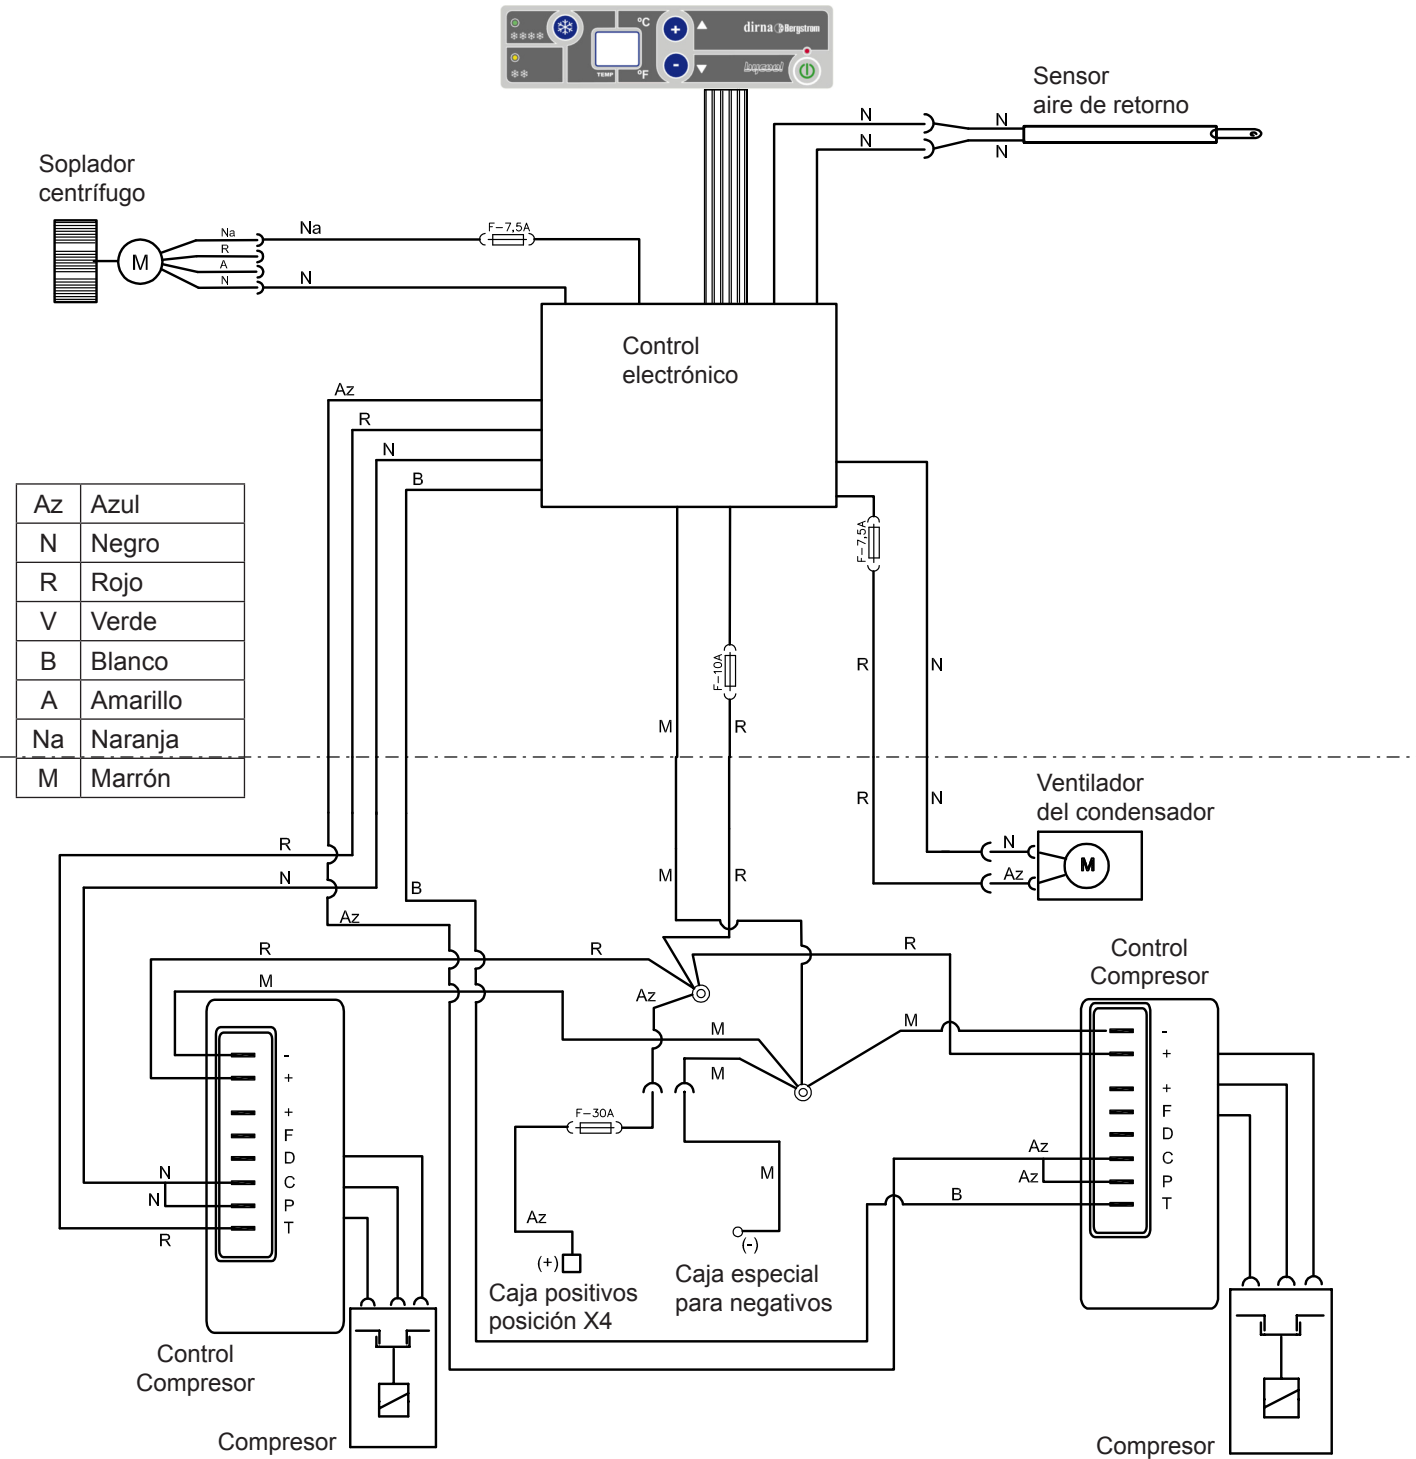 °C
°F
TEMP
+
-
dirna Bergstrom
bycool
Sensor
aire de retorno
N
N
N
N
Soplador
centrífugo
M
Na
R
A
N
Na
N
F-7,5A
Control
electrónico
Az
R
N
B
Az Azul
N Negro
R Rojo
V Verde
B Blanco
A Amarillo
Na Naranja
M Marrón
F-7,5A
F-10A
R
N
M
R
R
N
Ventilador
del condensador
N
Az
M
R
N
B
Az
M
R
R
R
M
R
Az
M
M
M
Control
Compresor
-
+
+
F
D
C
P
T
Az
Az
B
-
+
+
F
D
C
P
T
N
N
R
F-30A
Az
(+)
Caja positivos
posición X4
M
(-)
Caja especial
para negativos
Control
Compresor
Compresor
Compresor